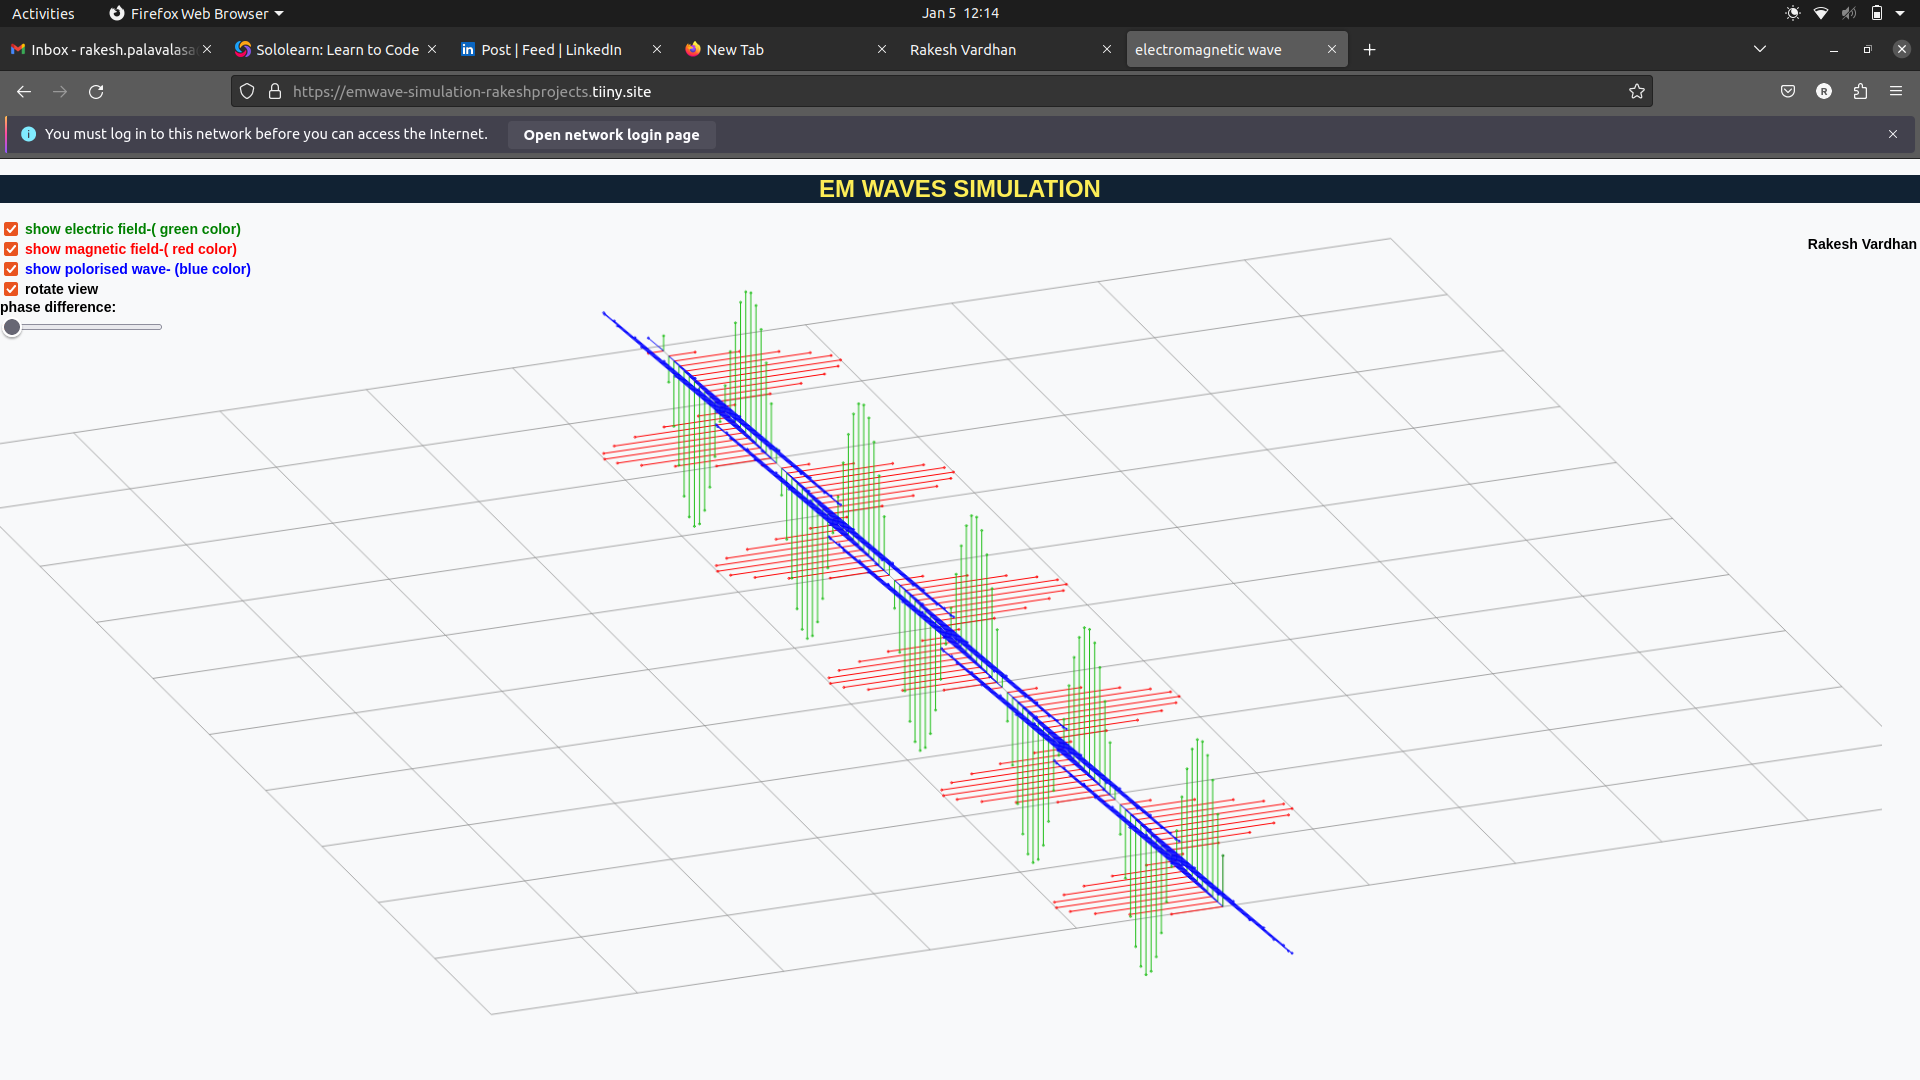 Activities
Firefox Web Browser
Jan 5 12:14
Inbox - rakesh.palavalasa
Sololearn: Learn to Code
Post | Feed | LinkedIn
New Tab
Rakesh Vardhan
electromagnetic wave
https://emwave-simulation-rakeshprojects.tiiny.site
R
You must log in to this network before you can access the Internet.
Open network login page
EM WAVES SIMULATION
show electric field-( green color)
show magnetic field-( red color)
Rakesh Vardhan
show polorised wave- (blue color)
rotate view
phase difference: